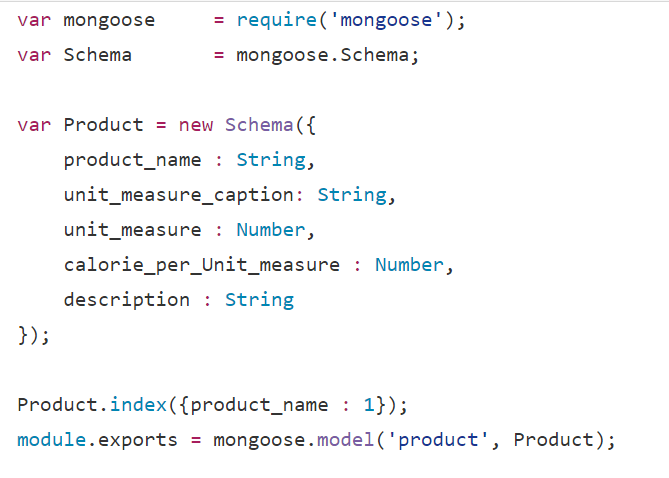 var mongoose     = require('mongoose');
var Schema       = mongoose.Schema;

var Product = new Schema({
    product_name : String,
    unit_measure_caption: String,
    unit_measure : Number,
    calorie_per_Unit_measure : Number,
    description : String
});

Product.index({product_name : 1});
module.exports = mongoose.model('product', Product);